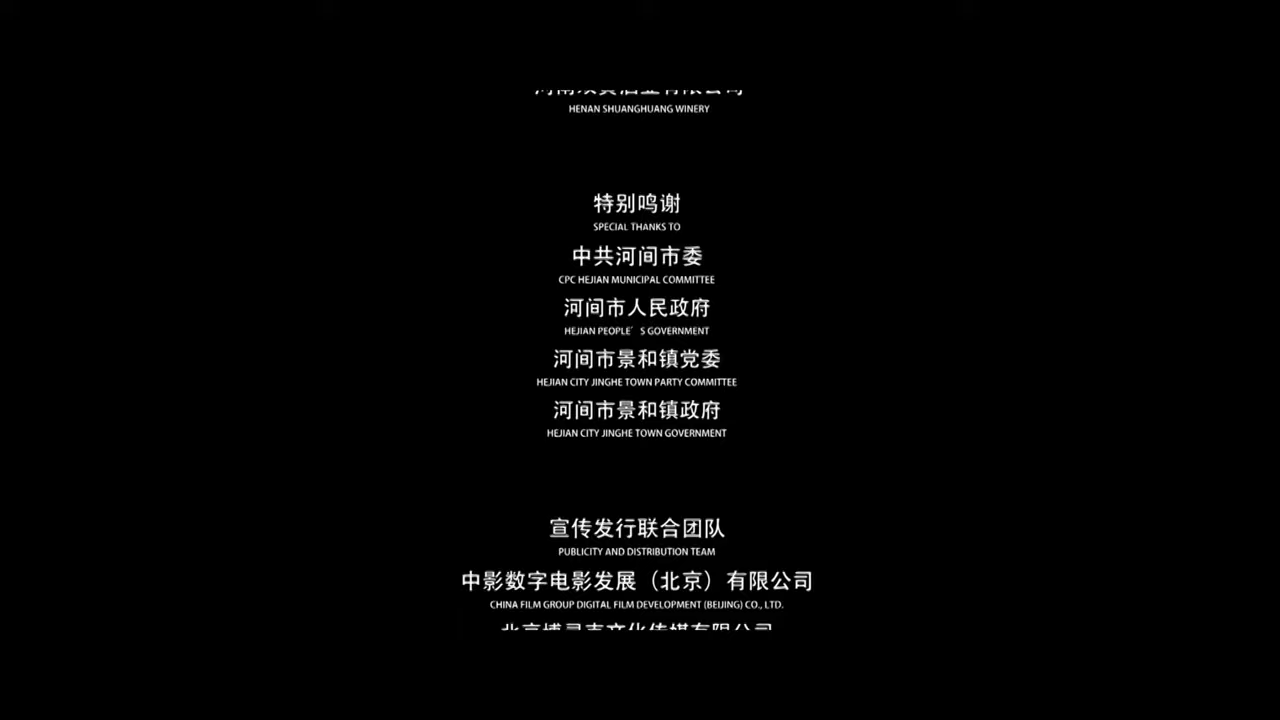 HENAN SHUANGHUANG WINERY
特别鸣谢
SPECIAL THANKS TO
中共河间市委
CPC HEJIAN MUNICIPAL COMMITTEE
河间市人民政府
HEJIAN PEOPLE′S GOVERNMENT
河间市景和镇党委
HEJIAN CITY JINGHE TOWN PARTY COMMITTEE
河间市景和镇政府
HEJIAN CITY JINGHE TOWN GOVERNMENT
宣传发行联合团队
PUBLICITY AND DISTRIBUTION TEAM
中影数字电影发展（北京）有限公司
CHINA FILM GROUP DIGITAL FILM DEVELOPMENT (BEIJING) CO., LTD.